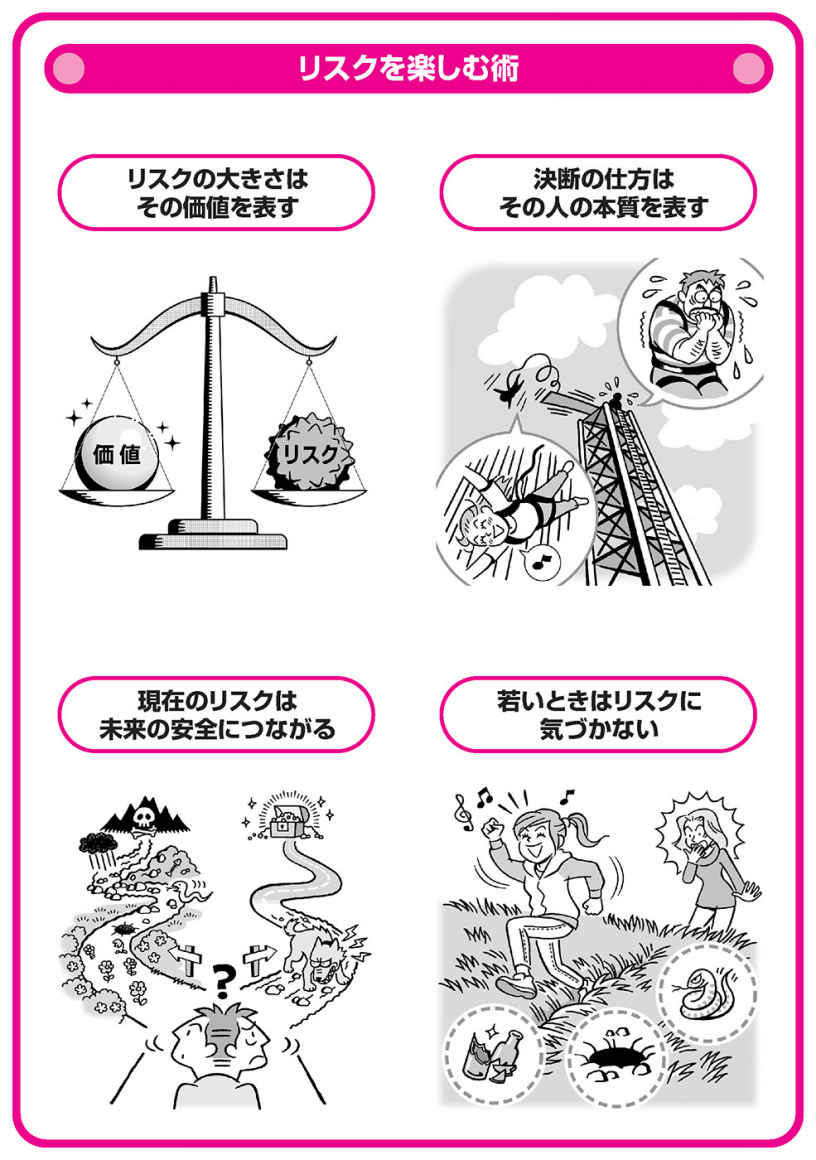 リスクを楽しむ術
リスクの大きさは
その価値を表す
決断の仕方は
その人の本質を表す
価値
リスク
現在のリスクは
未来の安全につながる
若いときはリスクに
気づかない
?